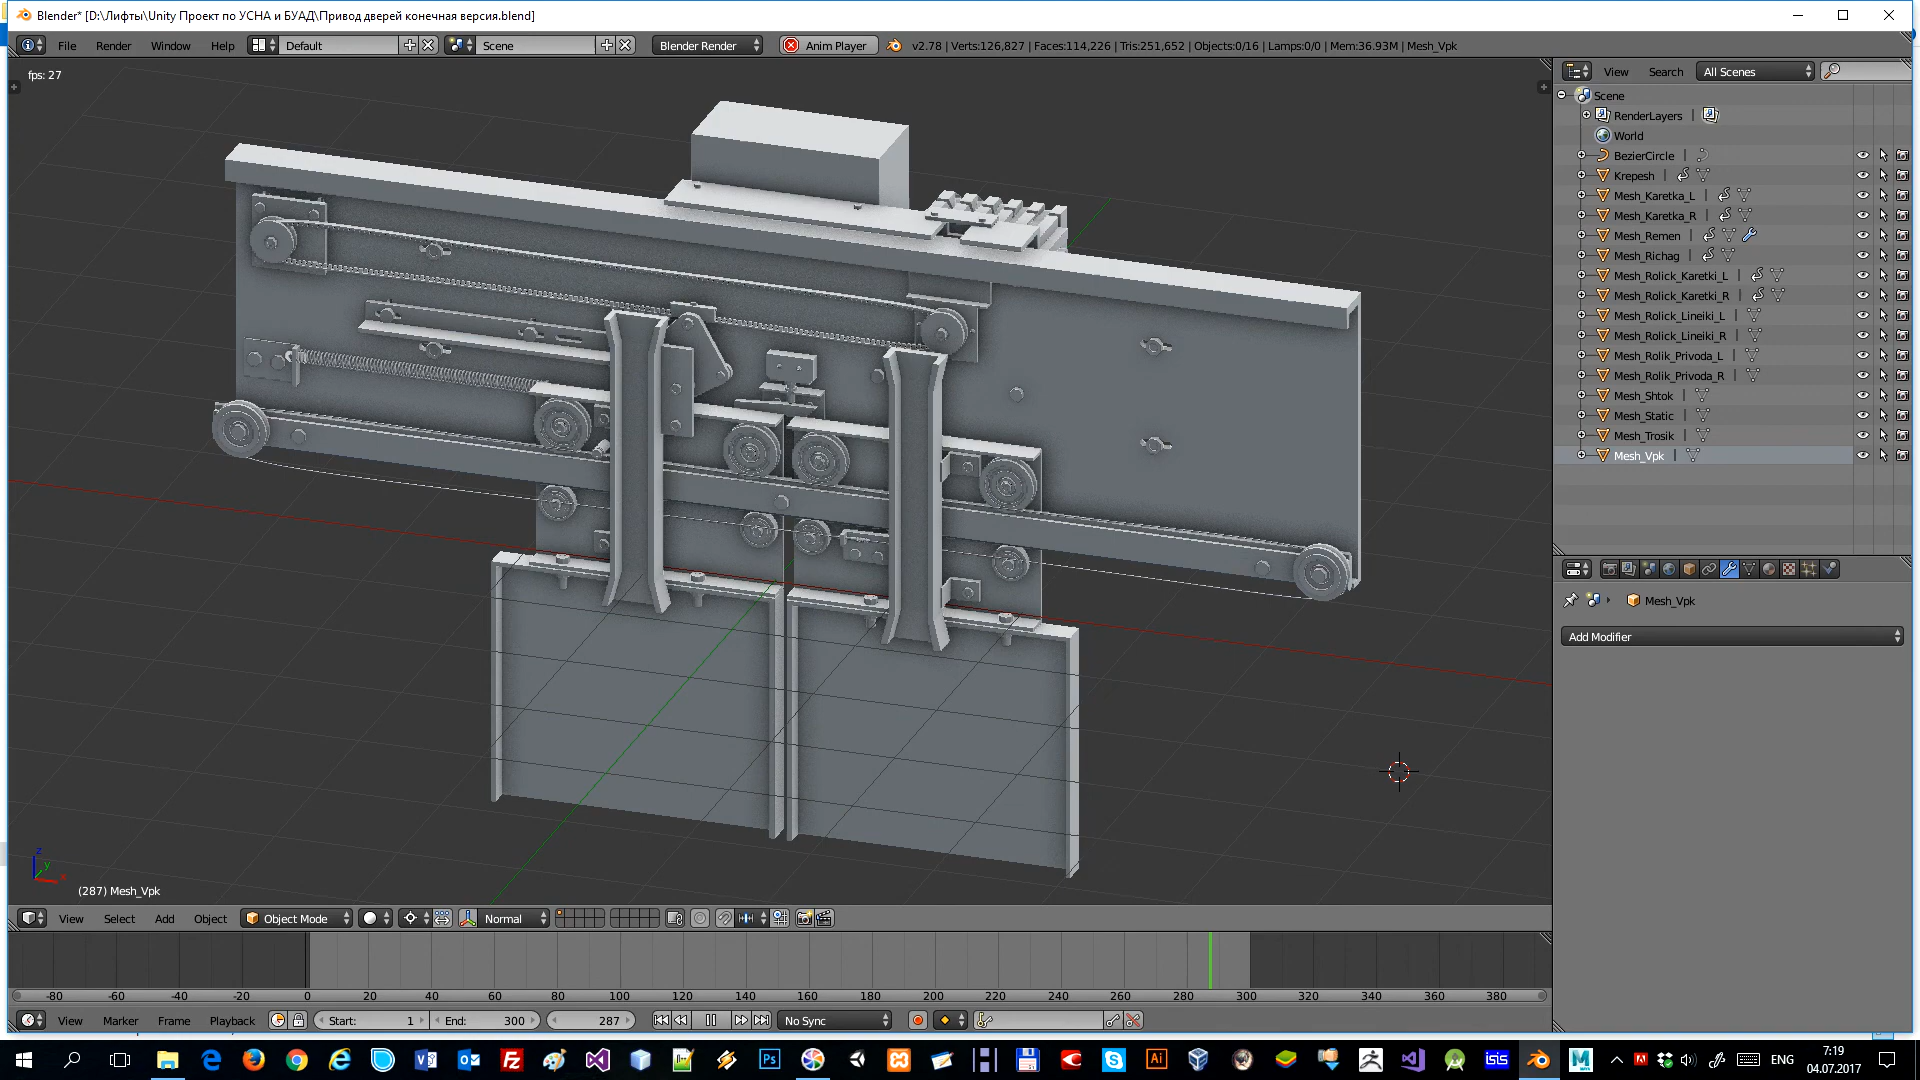 Blender* [D:\Лифты\Unity Проект по УСНА и БУАД\Привод дверей конечная версия.blend]
File Render Window Help Default Scene Blender Render Anim Player v2.78 | Verts:126,827 | Faces:114,226 | Tris:251,652 | Objects:0/16 | Lamps:0/0 | Mem:36.93M | Mesh_Vpk
fps: 27
View Search All Scenes
Scene
RenderLayers
World
BezierCircle
Krepesh
Mesh_Karetka_L
Mesh_Karetka_R
Mesh_Remen
Mesh_Richag
Mesh_Rolick_Karetki_L
Mesh_Rolick_Karetki_R
Mesh_Rolick_Lineiki_L
Mesh_Rolick_Lineiki_R
Mesh_Rolik_Privoda_L
Mesh_Rolik_Privoda_R
Mesh_Shtok
Mesh_Static
Mesh_Trosik
Mesh_Vpk
Mesh_Vpk
Add Modifier
z
y
x
(287) Mesh_Vpk
View Select Add Object Object Mode Normal
-80 -60 -40 -20 0 20 40 60 80 100 120 140 160 180 200 220 240 260 280 300 320 340 360 380
View Marker Frame Playback Start: 1 End: 300 287 No Sync
ENG
7:19
04.07.2017